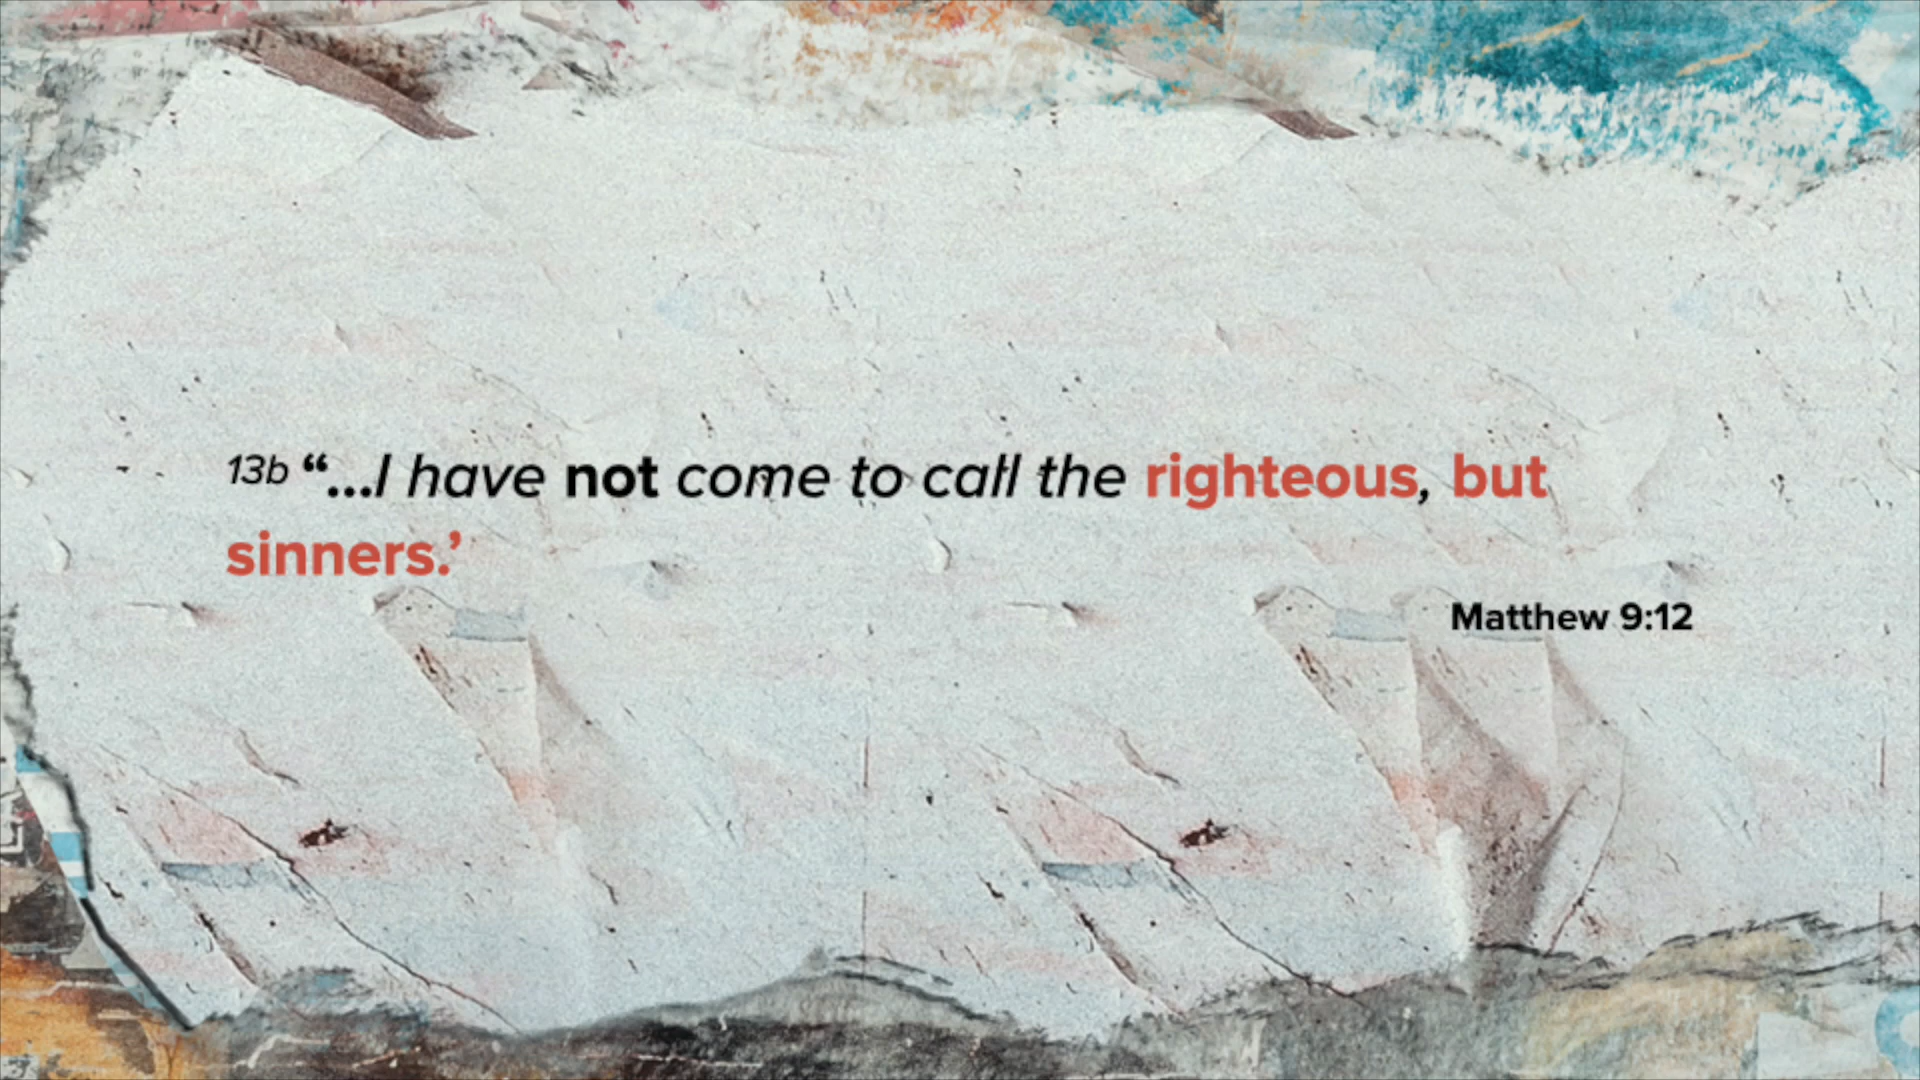 13b “...I have not come to call the righteous, but
sinners.’
Matthew 9:12